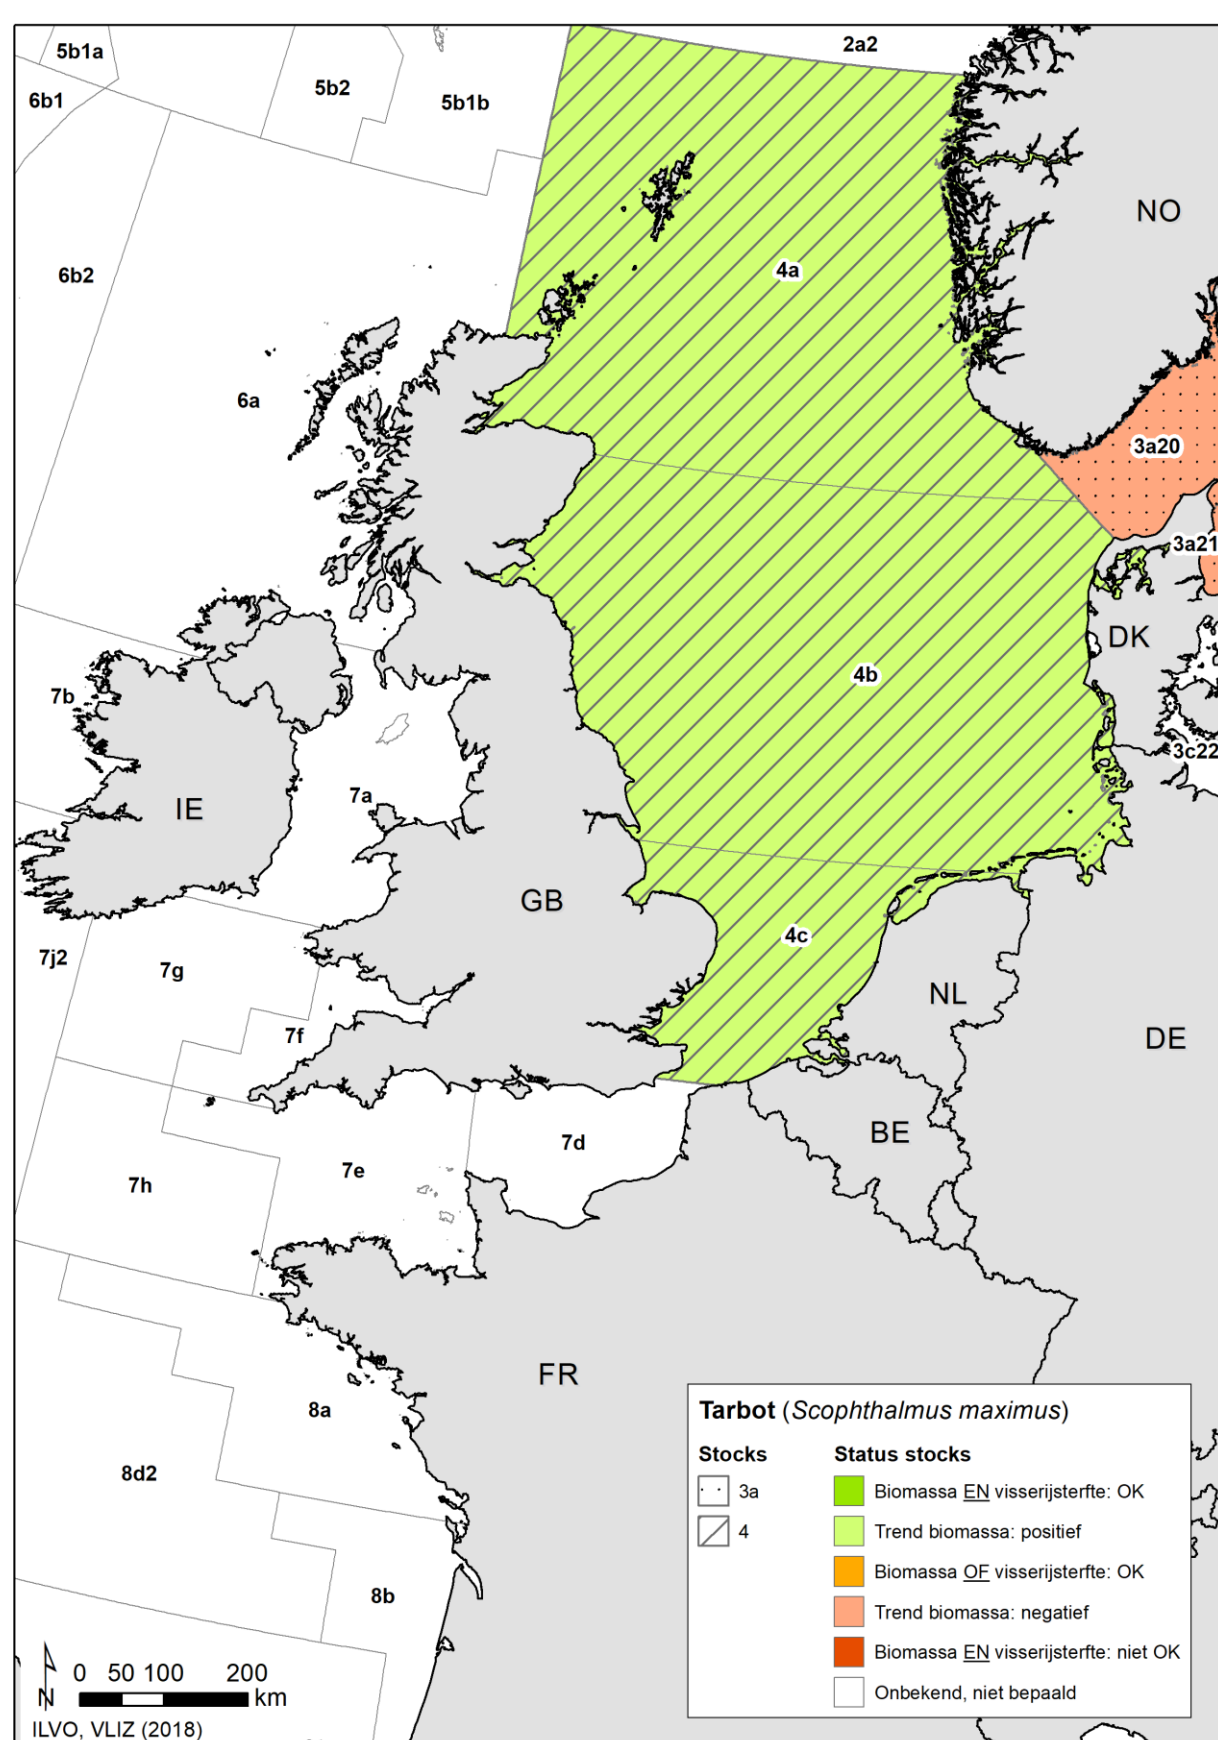 2a2
5b1a
5b2
6b1
5b1b
NO
4a
6b2
6a
3a20
3a21
DK
4b
7b
3c22
7a
IE
GB
4c
7j2
7g
NL
7f
DE
BE
7d
7e
7h
FR
8a
8d2
8b
Tarbot (Scophthalmus maximus)
Stocks
3a
4
Status stocks
Biomassa EN visserijsterfte: OK
Trend biomassa: positief
Biomassa OF visserijsterfte: OK
Trend biomassa: negatief
Biomassa EN visserijsterfte: niet OK
Onbekend, niet bepaald
N
0 50 100 200
km
ILVO, VLIZ (2018)